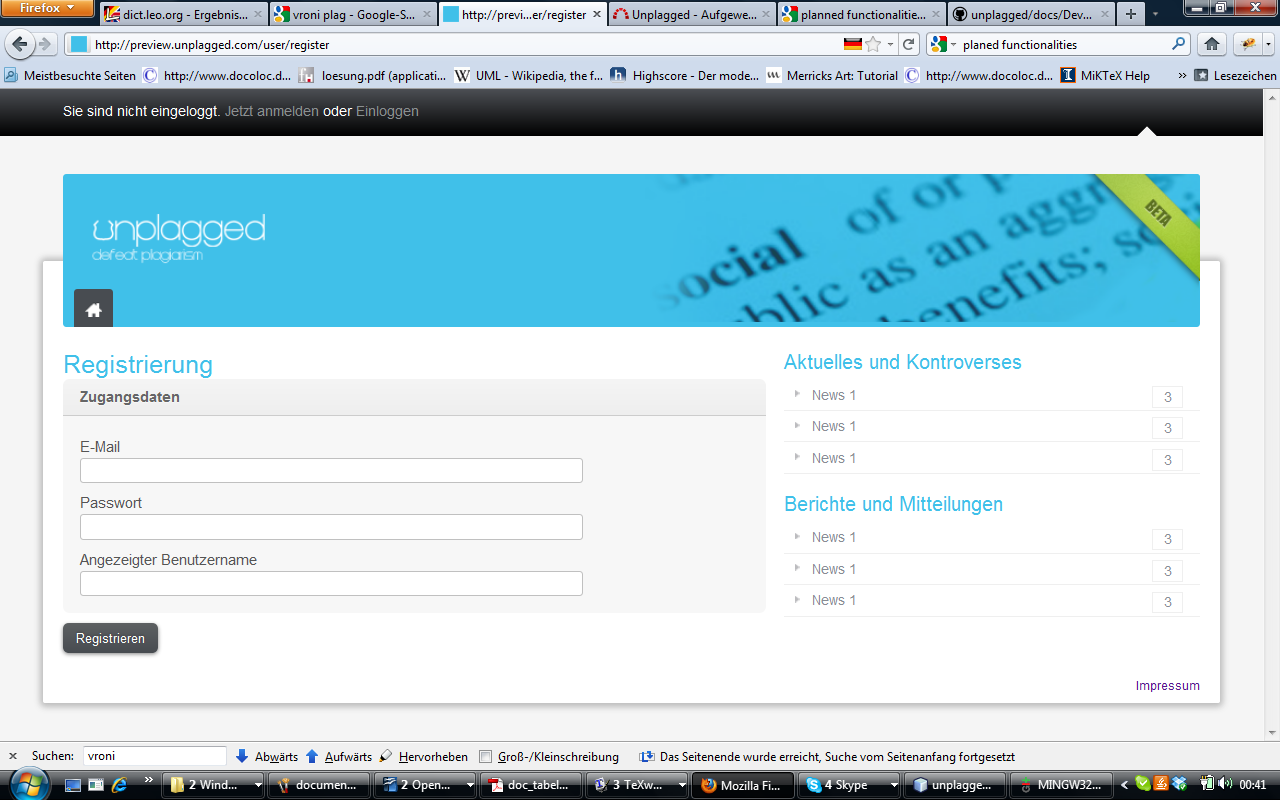 Firefox
dict.leo.org - Ergebnis...
vroni plag - Google-S...
http://previ...er/register
Unplagged - Aufgewe...
planned functionalitie...
unplagged/docs/Dev...
http://preview.unplagged.com/user/register
planed functionalities
Meistbesuchte Seiten
http://www.docoloc.d...
loesung.pdf (applicati...
UML - Wikipedia, the f...
Highscore - Der mode...
Merricks Art: Tutorial
http://www.docoloc.d...
MiKTeX Help
»
Lesezeichen
Sie sind nicht eingeloggt. Jetzt anmelden oder Einloggen
unplagged
defeat plagiarism
social of or p
public as an aggre
benefits; so
BETA
Registrierung
Zugangsdaten
E-Mail
Passwort
Angezeigter Benutzername
Registrieren
Aktuelles und Kontroverses
News 1 3
News 1 3
News 1 3
Berichte und Mitteilungen
News 1 3
News 1 3
News 1 3
Impressum
Suchen: vroni Abwärts Aufwärts Hervorheben Groß-/Kleinschreibung Das Seitenende wurde erreicht, Suche vom Seitenanfang fortgesetzt
» 2 Wind... documen... 2 Open... doc_tabel... 3 TeXw... Mozilla Fi... 4 Skype unplagge... MINGW32... 00:41